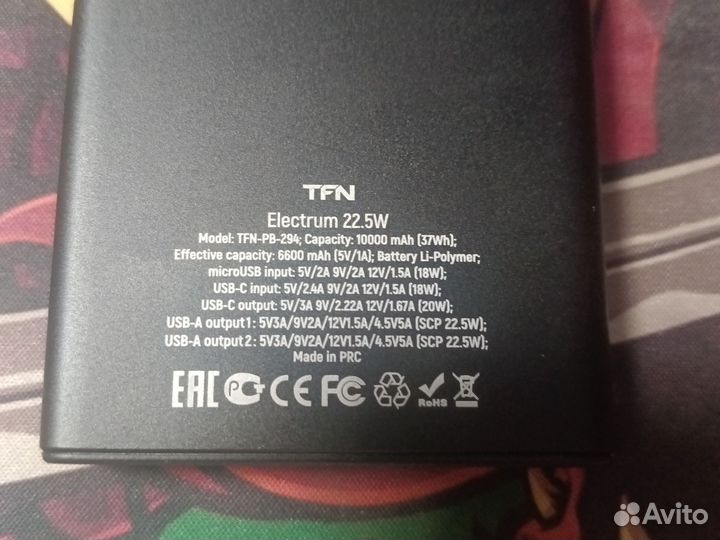 TFN
Electrum 22.5W
Model: TFN-PB-294; Capacity: 10000 mAh (37Wh);
Effective capacity: 6600 mAh (5V/1A); Battery Li-Polymer;
microUSB input: 5V/2A 9V/2A 12V/1.5A (18W);
USB-C input: 5V/2.4A 9V/2A 12V/1.5A (18W);
USB-C output: 5V/3A 9V/2.22A 12V/1.67A (20W);
USB-A output1 : 5V3A/9V2A/12V1.5A/4.5V5A (SCP 22.5W);
USB-A output 2 : 5V3A/9V2A/12V1.5A/4.5V5A (SCP 22.5W);
Made in PRC
EAC PCT CE FC RoHS
Avito